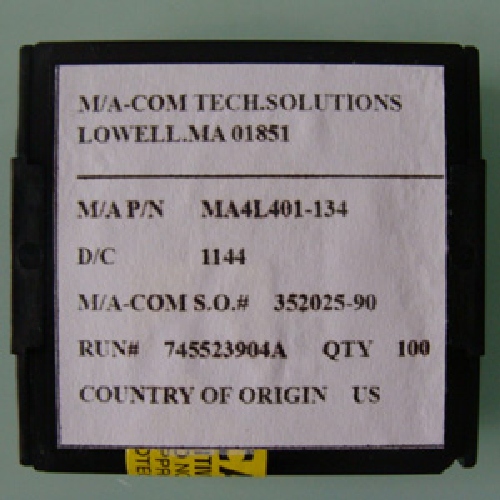 M/A-COM TECH.SOLUTIONS
LOWELL.MA 01851
M/A P/N MA4L401-134
D/C 1144
M/A-COM S.O.# 352025-90
RUN# 745523904A QTY 100
COUNTRY OF ORIGIN US